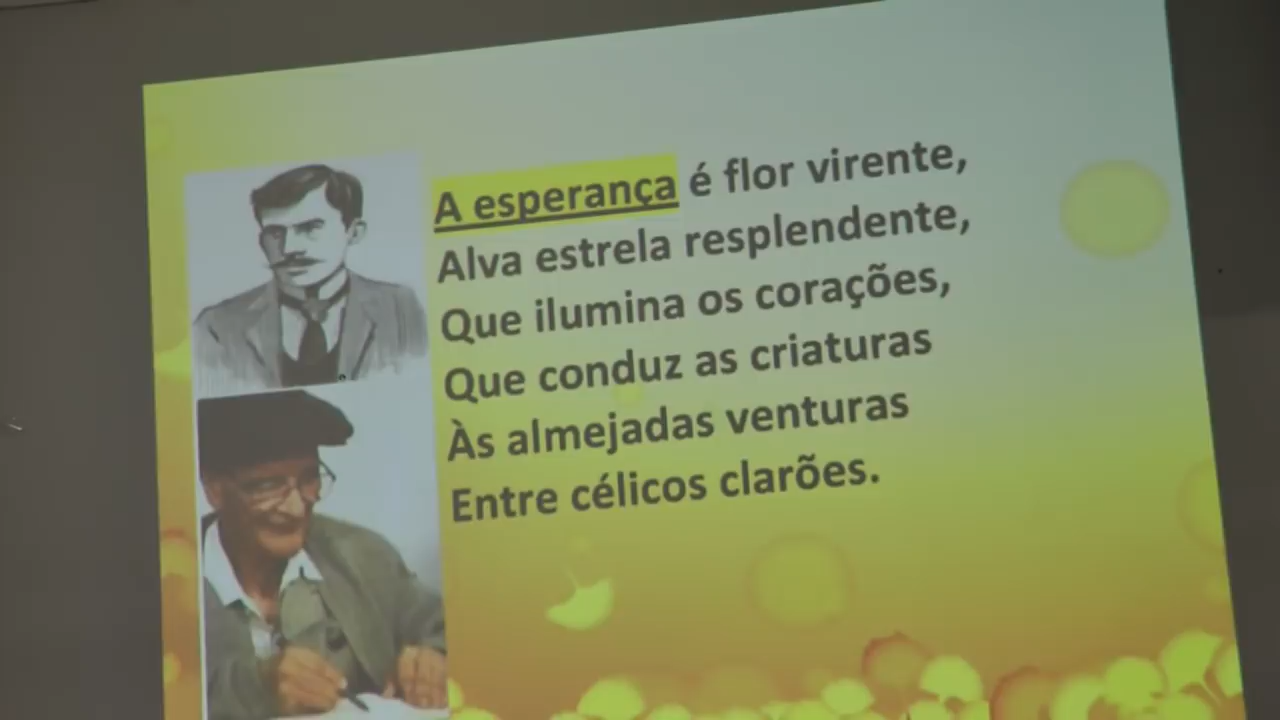 A esperança é flor virente,
Alva estrela resplendente,
Que ilumina os corações,
Que conduz as criaturas
Às almejadas venturas
Entre célicos clarões.